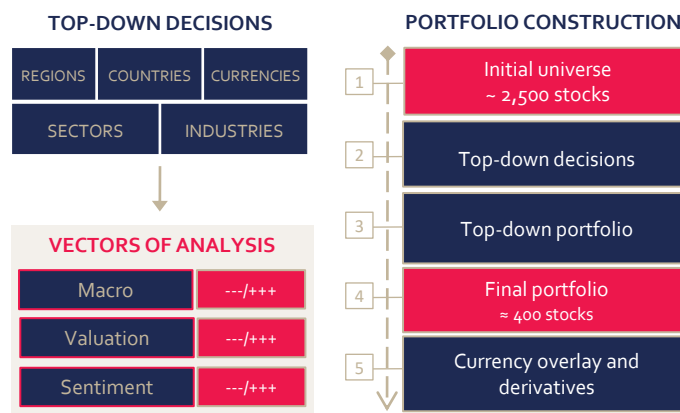 TOP-DOWN DECISIONS
REGIONS
COUNTRIES
CURRENCIES
SECTORS
INDUSTRIES
VECTORS OF ANALYSIS
Macro
---/+++
Valuation
---/+++
Sentiment
---/+++
PORTFOLIO CONSTRUCTION
1
Initial universe
~ 2,500 stocks
2
Top-down decisions
3
Top-down portfolio
4
Final portfolio
≈ 400 stocks
5
Currency overlay and
derivatives